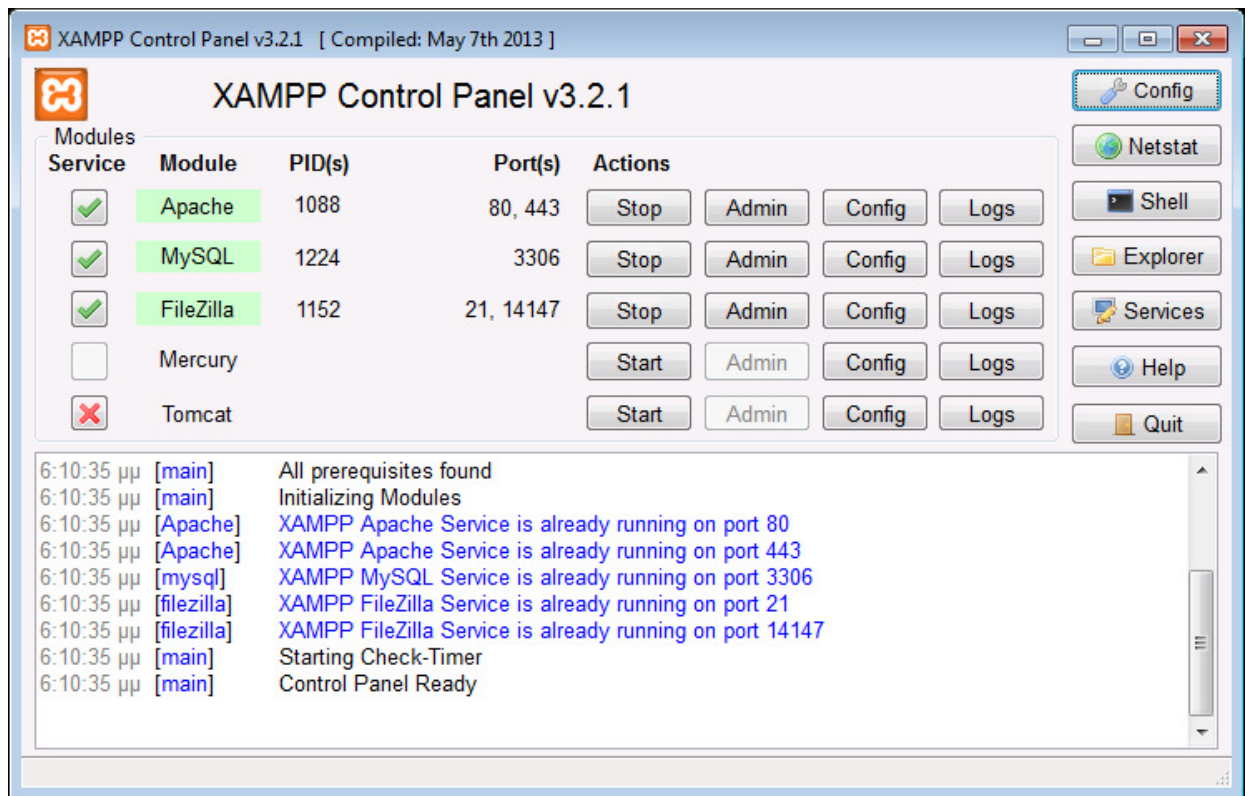 XAMPP Control Panel v3.2.1 [ Compiled: May 7th 2013 ]
XAMPP Control Panel v3.2.1
Config
Modules
Netstat
Service Module PID(s) Port(s) Actions
Apache 1088 80, 443 Stop Admin Config Logs
Shell
MySQL 1224 3306 Stop Admin Config Logs
Explorer
FileZilla 1152 21, 14147 Stop Admin Config Logs
Services
Mercury Start Admin Config Logs
Help
Tomcat Start Admin Config Logs
Quit
6:10:35 μμ [main] All prerequisites found
6:10:35 μμ [main] Initializing Modules
6:10:35 μμ [Apache] XAMPP Apache Service is already running on port 80
6:10:35 μμ [Apache] XAMPP Apache Service is already running on port 443
6:10:35 μμ [mysql] XAMPP MySQL Service is already running on port 3306
6:10:35 μμ [filezilla] XAMPP FileZilla Service is already running on port 21
6:10:35 μμ [filezilla] XAMPP FileZilla Service is already running on port 14147
6:10:35 μμ [main] Starting Check-Timer
6:10:35 μμ [main] Control Panel Ready